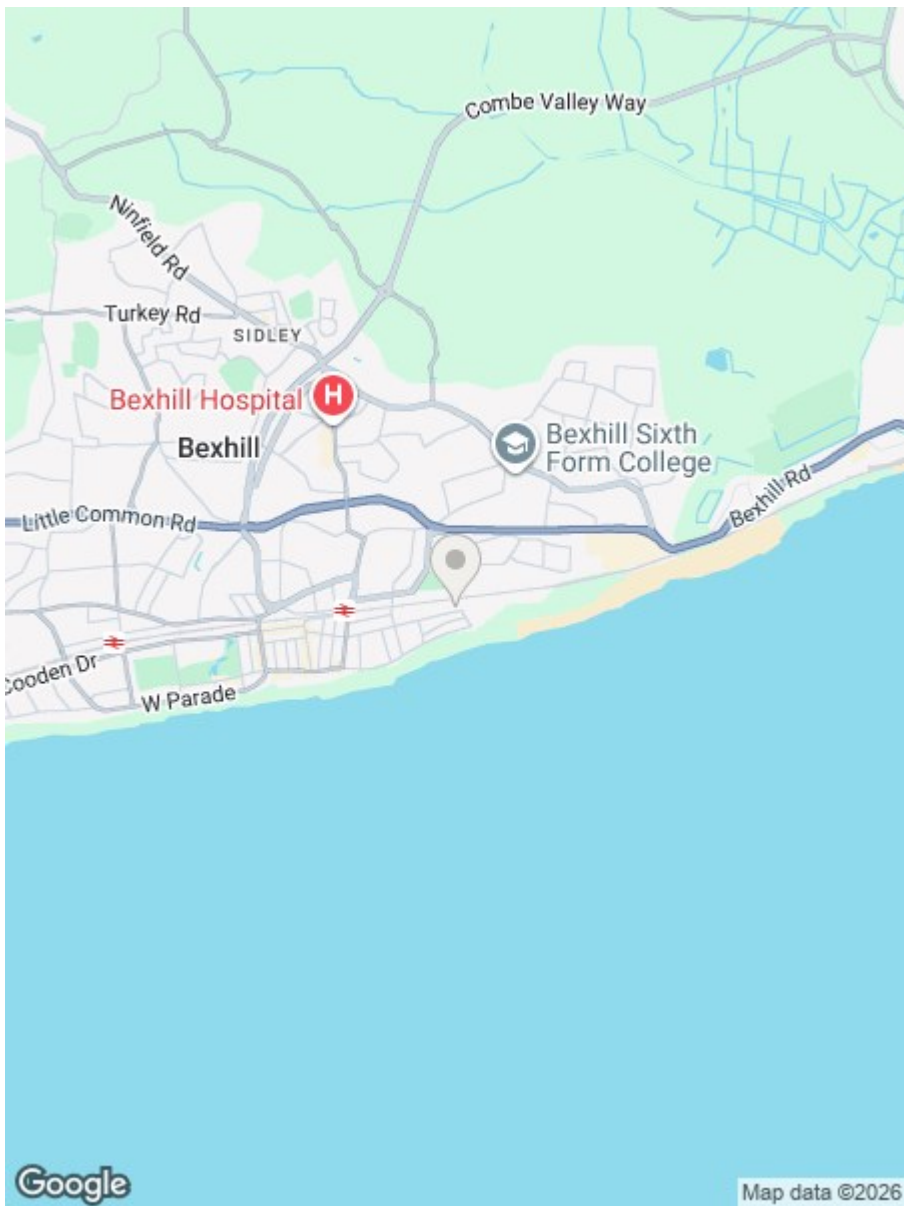 Combe Valley Way
Ninfield Rd
Turkey Rd
SIDLEY
Bexhill Hospital
H
Bexhill
Bexhill Sixth
Form College
Bexhill Rd
Little Common Rd
Cooden Dr
W Parade
Google
Map data ©2026